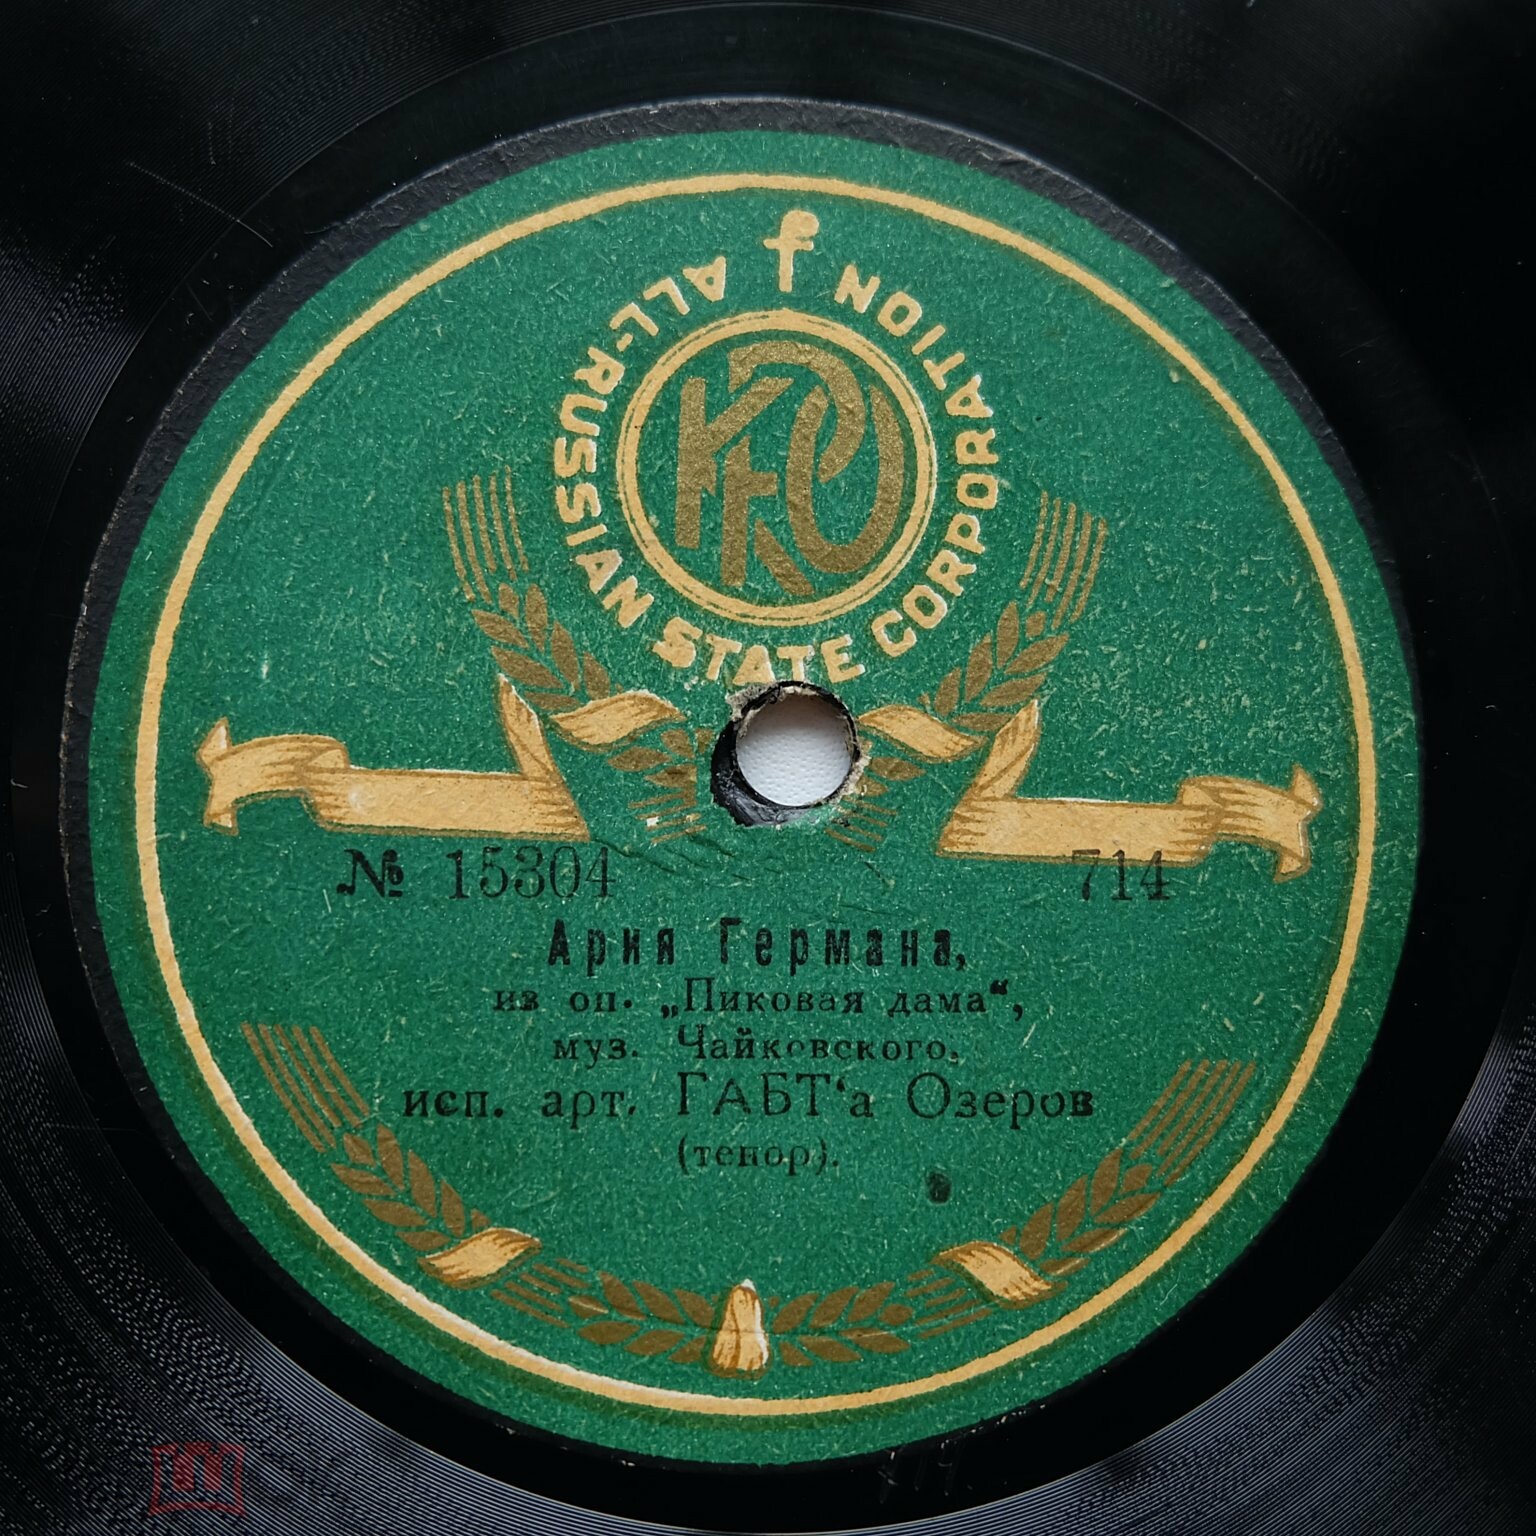 ALL-RUSSIAN STATE CORPORATION
№ 15304 714
Ария Германа,
из оп. „Пиковая дама“,
муз. Чайковского,
исп. арт. ГАБТ‘а Озеров
(тенор).